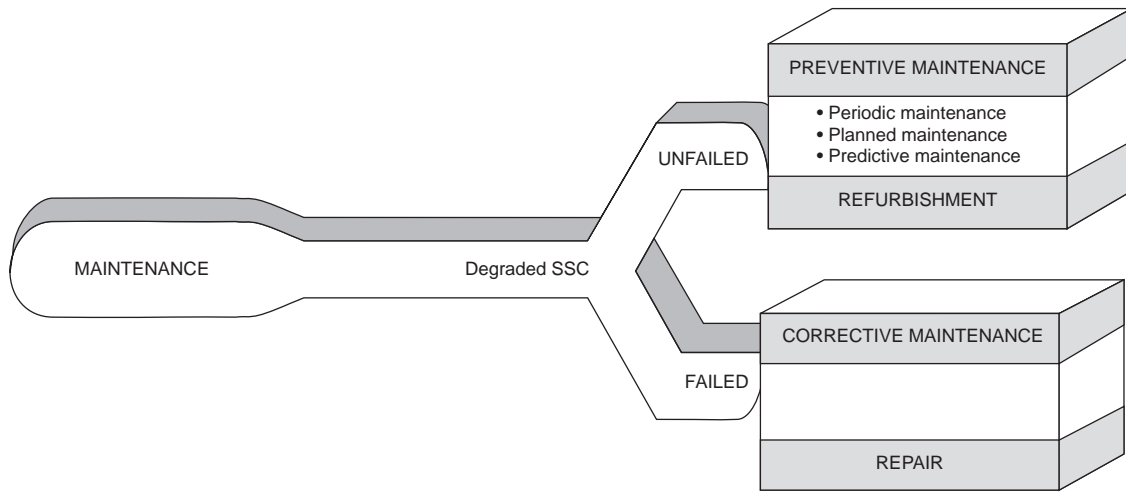 PREVENTIVE MAINTENANCE
• Periodic maintenance
• Planned maintenance
• Predictive maintenance
REFURBISHMENT
UNFAILED
MAINTENANCE
Degraded SSC
FAILED
CORRECTIVE MAINTENANCE
REPAIR